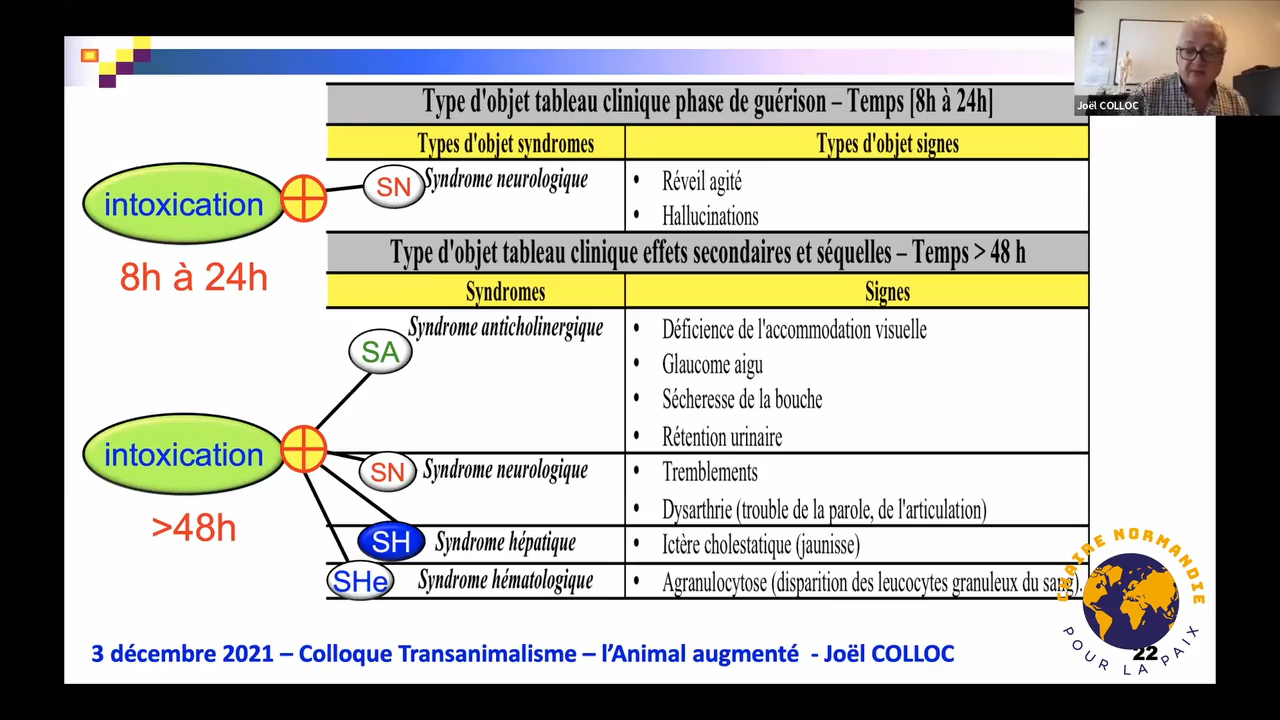 Joël COLLOC
Type d'objet tableau clinique phase de guérison – Temps [8h à 24h]
Types d'objet syndromes
Types d'objet signes
intoxication
8h à 24h
SN
Syndrome neurologique
• Réveil agité
• Hallucinations
Type d'objet tableau clinique effets secondaires et séquelles – Temps > 48 h
Syndromes
Signes
SA
Syndrome anticholinergique
• Déficience de l'accommodation visuelle
• Glaucome aigu
• Sécheresse de la bouche
• Rétention urinaire
intoxication
>48h
SN
Syndrome neurologique
• Tremblements
• Dysarthrie (trouble de la parole, de l'articulation)
SH
Syndrome hépatique
• Ictère cholestatique (jaunisse)
SHe
Syndrome hématologique
• Agranulocytose (disparition des leucocytes granuleux du sang).
3 décembre 2021 – Colloque Transanimalisme – l'Animal augmenté - Joël COLLOC
CHAIRE NORMANDIE
POUR LA PAIX
22